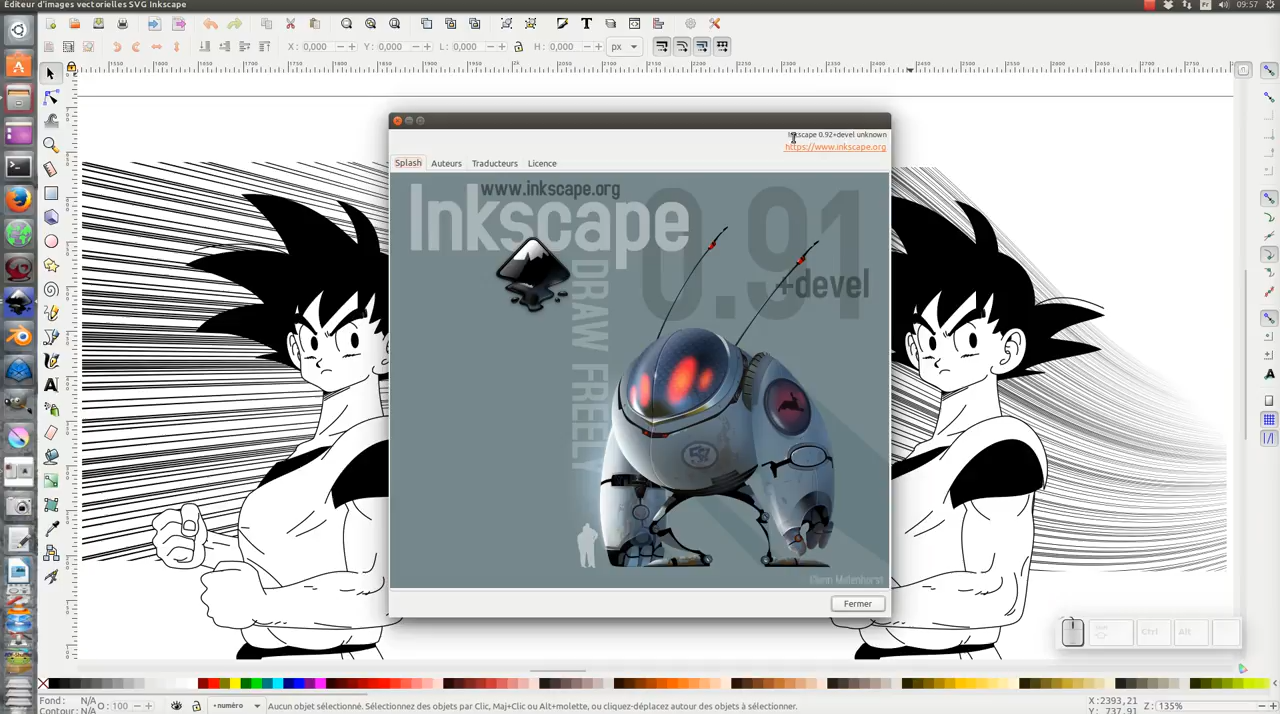 Éditeur d'images vectorielles SVG Inkscape
Fr
09:57
X: 0,000 − + Y: 0,000 − + L: 0,000 − + H: 0,000 − + px
Inkscape 0.92+devel unknown
https://www.inkscape.org
Splash Auteurs Traducteurs Licence
www.inkscape.org
Inkscape
0.91
+devel
DRAW FREELY
57
Fermer
Ctrl Alt
Fond : N/A
Contour : N/A
O: 100 − +
•numéro
Aucun objet sélectionné. Sélectionnez des objets par Clic, Maj+Clic ou Alt+molette, ou cliquez-déplacez autour des objets à sélectionner.
X: 2393,21
Y: 737,91
Z: 135%